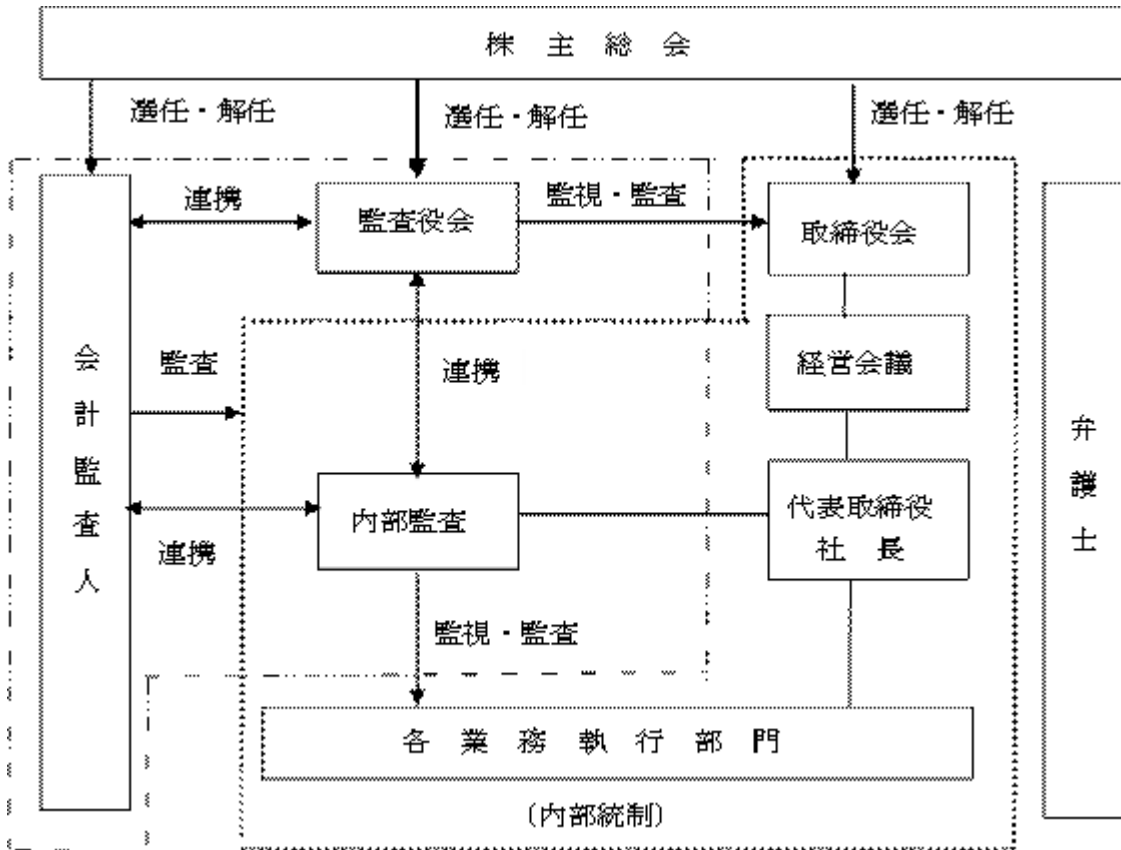 株主総会
選任・解任
選任・解任
選任・解任
連携
監査役会
監視・監査
取締役会
会計監査人
監査
連携
経営会議
弁護士
連携
内部監査
代表取締役
社長
監視・監査
各業務執行部門
(内部統制)